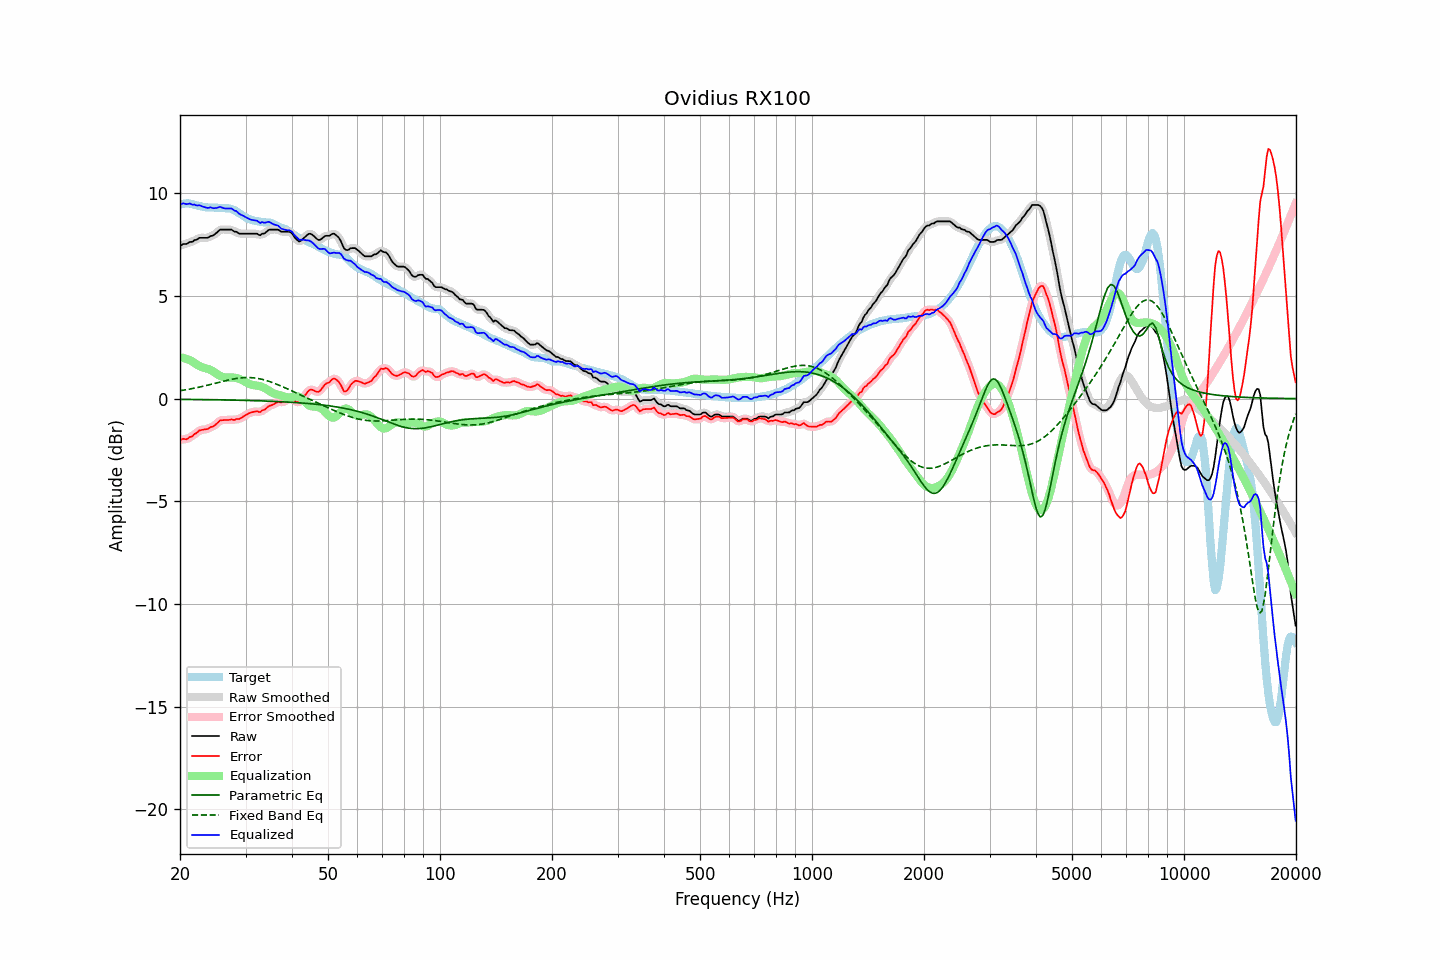 Ovidius RX100
Amplitude (dBr)
10
5
0
−5
−10
−15
−20
Target
Raw Smoothed
Error Smoothed
Raw
Error
Equalization
Parametric Eq
Fixed Band Eq
Equalized
20 50 100 200 500 1000 2000 5000 10000 20000
Frequency (Hz)